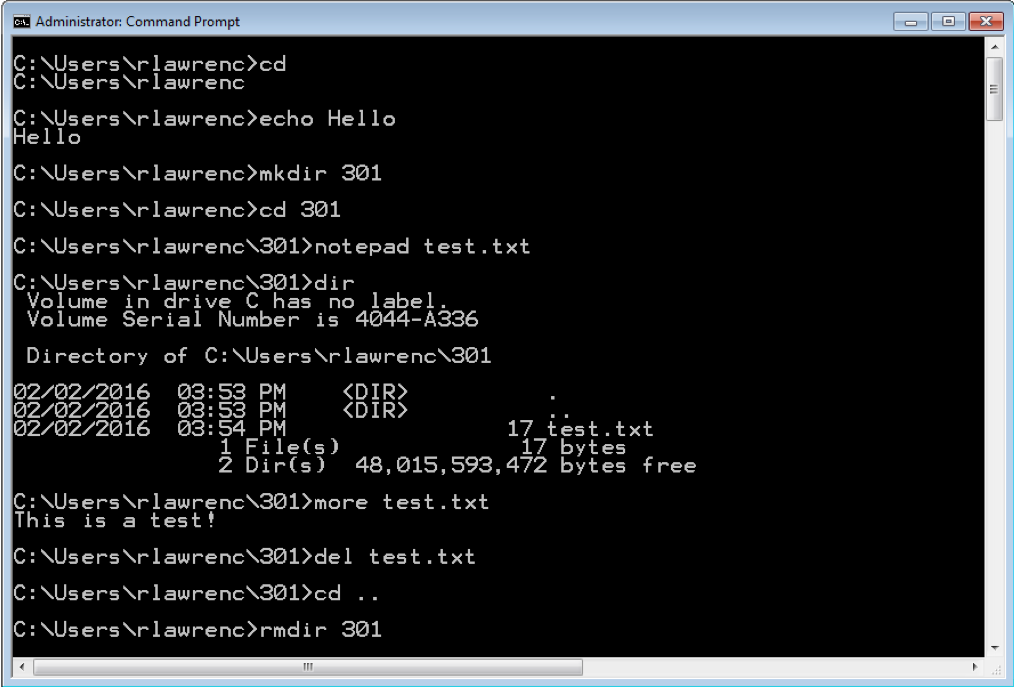 Administrator: Command Prompt
C:\Users\rlawrenc>cd
C:\Users\rlawrenc
C:\Users\rlawrenc>echo Hello
Hello
C:\Users\rlawrenc>mkdir 301
C:\Users\rlawrenc>cd 301
C:\Users\rlawrenc\301>notepad test.txt
C:\Users\rlawrenc\301>dir
 Volume in drive C has no label.
 Volume Serial Number is 4044-A336
 Directory of C:\Users\rlawrenc\301
02/02/2016  03:53 PM    <DIR>          .
02/02/2016  03:53 PM    <DIR>          ..
02/02/2016  03:54 PM                17 test.txt
               1 File(s)             17 bytes
               2 Dir(s)  48,015,593,472 bytes free
C:\Users\rlawrenc\301>more test.txt
This is a test!
C:\Users\rlawrenc\301>del test.txt
C:\Users\rlawrenc\301>cd ..
C:\Users\rlawrenc>rmdir 301